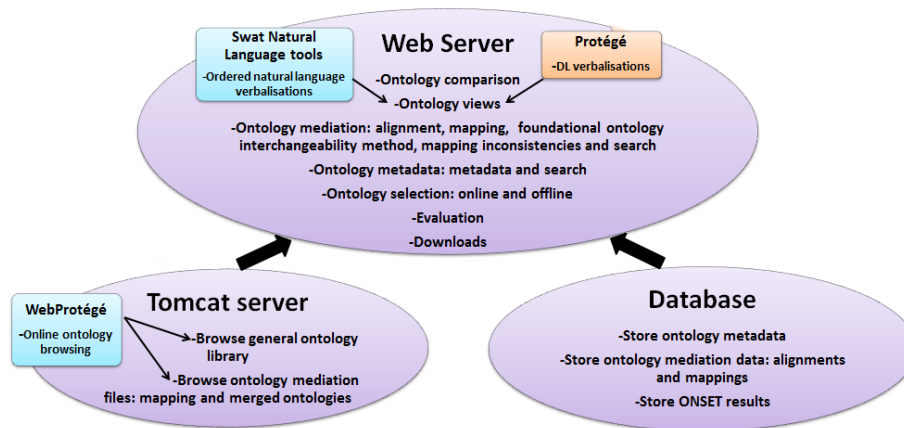 Swat Natural
Language tools
-Ordered natural language
verbalisations
Web Server
Protégé
-DL verbalisations
-Ontology comparison
-Ontology views
-Ontology mediation: alignment, mapping, foundational ontology
interchangeability method, mapping inconsistencies and search
-Ontology metadata: metadata and search
-Ontology selection: online and offline
-Evaluation
-Downloads
WebProtégé
-Online ontology
browsing
Tomcat server
-Browse general ontology
library
-Browse ontology mediation
files: mapping and merged ontologies
Database
-Store ontology metadata
-Store ontology mediation data: alignments
and mappings
-Store ONSET results